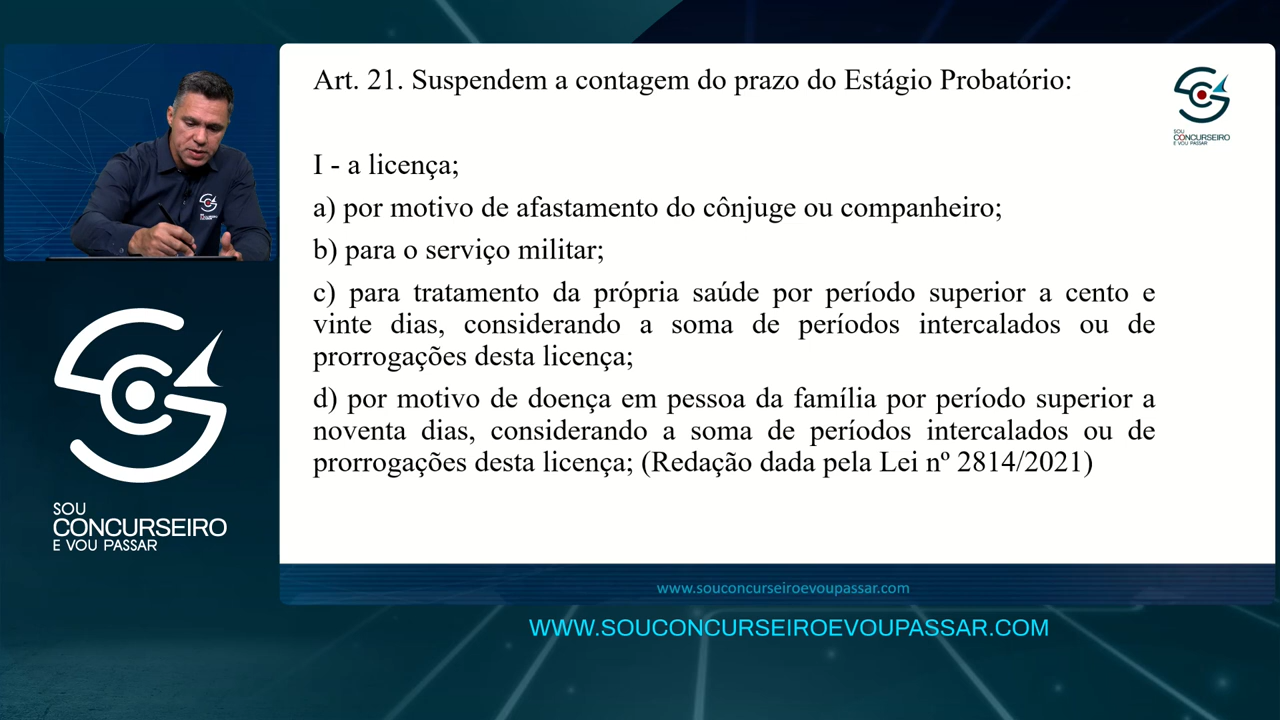 Art. 21. Suspendem a contagem do prazo do Estágio Probatório:
I - a licença;
a) por motivo de afastamento do cônjuge ou companheiro;
b) para o serviço militar;
c) para tratamento da própria saúde por período superior a cento e
vinte dias, considerando a soma de períodos intercalados ou de
prorrogações desta licença;
d) por motivo de doença em pessoa da família por período superior a
noventa dias, considerando a soma de períodos intercalados ou de
prorrogações desta licença; (Redação dada pela Lei nº 2814/2021)
SOU
CONCURSEIRO
E VOU PASSAR
SOU
CONCURSEIRO
E VOU PASSAR
www.souconcurseiroevoupassar.com
WWW.SOUCONCURSEIROEVOUPASSAR.COM